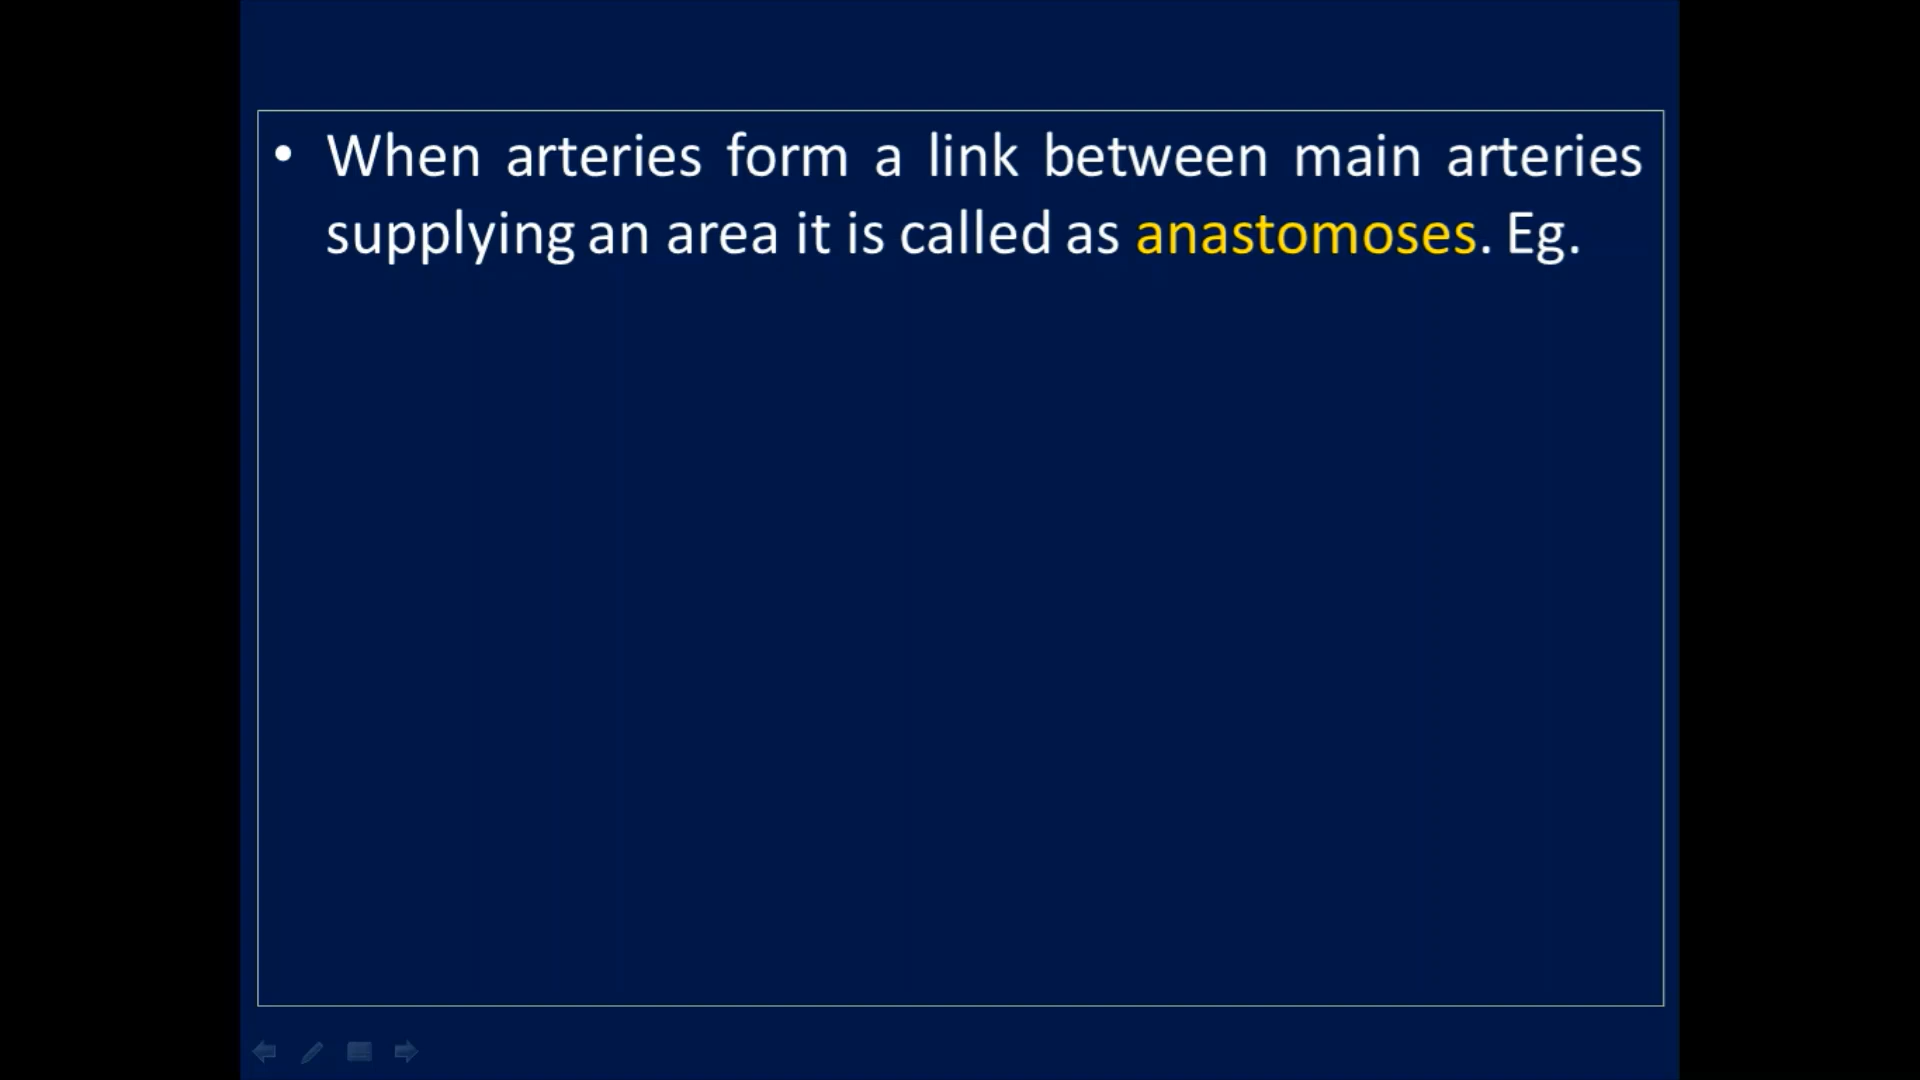 • When arteries form a link between main arteries
supplying an area it is called as anastomoses. Eg.